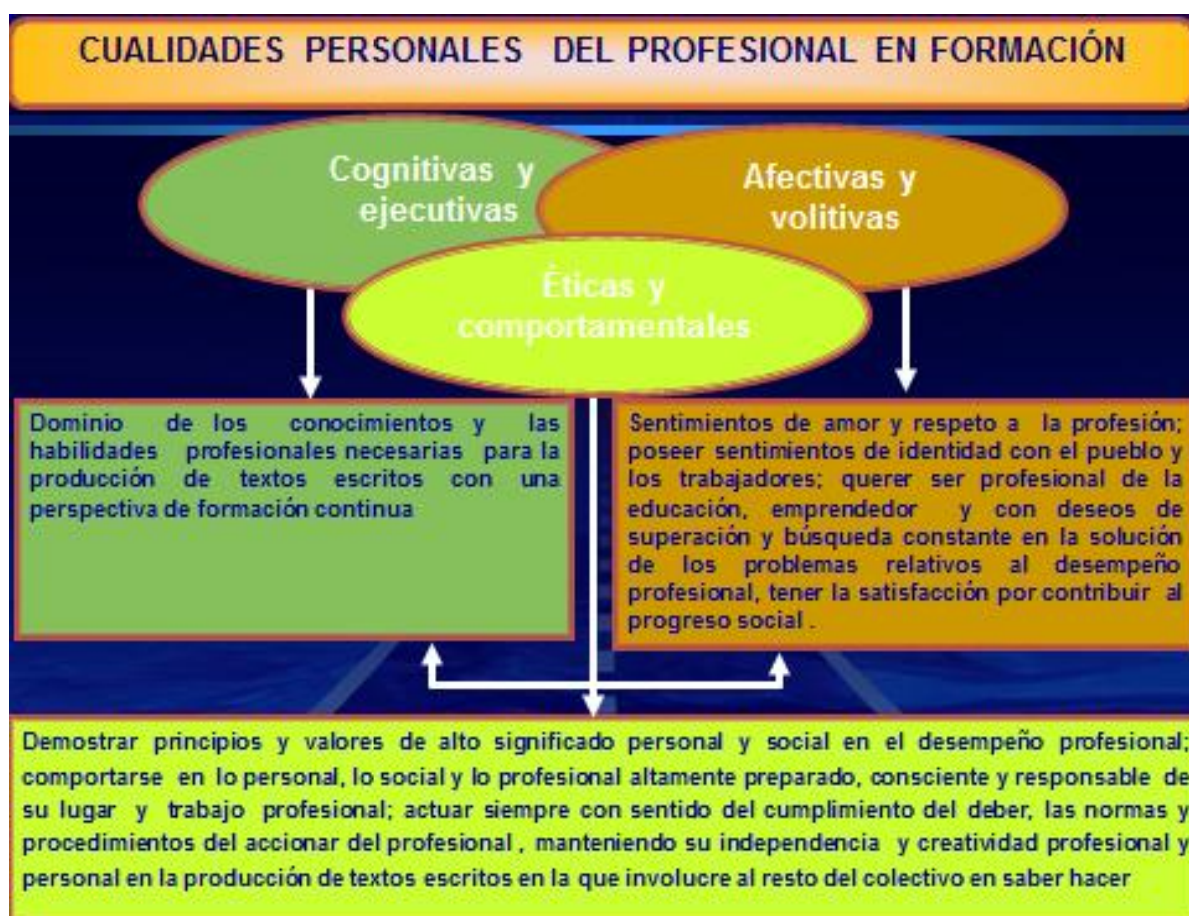 CUALIDADES PERSONALES DEL PROFESIONAL EN FORMACIÓN
Cognitivas y
ejecutivas
Afectivas y
volitivas
Éticas y
comportamentales
Dominio de los conocimientos y las
habilidades profesionales necesarias para la
producción de textos escritos con una
perspectiva de formación continua
Sentimientos de amor y respeto a la profesión;
poseer sentimientos de identidad con el pueblo y
los trabajadores; querer ser profesional de la
educación, emprendedor y con deseos de
superación y búsqueda constante en la solución
de los problemas relativos al desempeño
profesional, tener la satisfacción por contribuir al
progreso social .
Demostrar principios y valores de alto significado personal y social en el desempeño profesional;
comportarse en lo personal, lo social y lo profesional altamente preparado, consciente y responsable de
su lugar y trabajo profesional; actuar siempre con sentido del cumplimiento del deber, las normas y
procedimientos del accionar del profesional , manteniendo su independencia y creatividad profesional y
personal en la producción de textos escritos en la que involucre al resto del colectivo en saber hacer